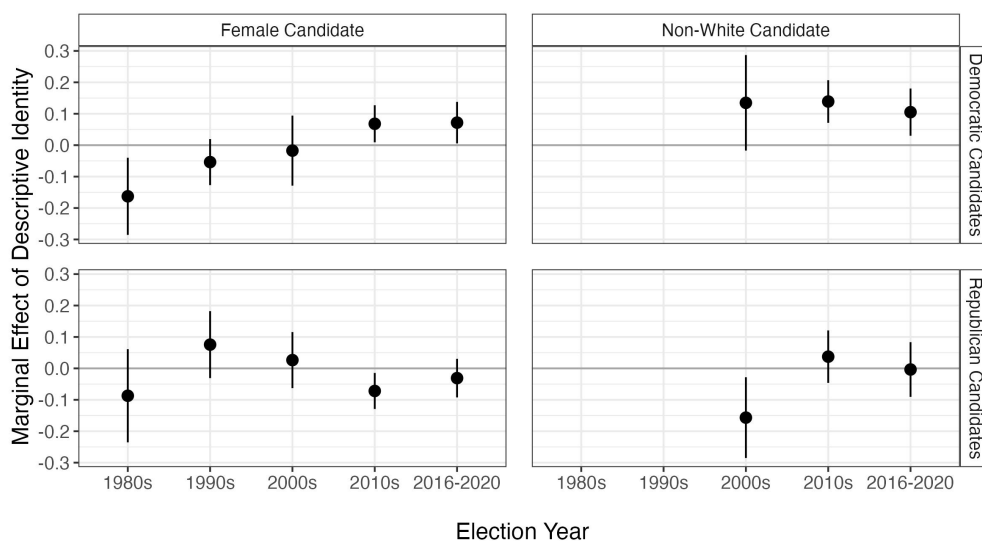 Female Candidate
Non-White Candidate
Marginal Effect of Descriptive Identity
0.3
0.2
0.1
0.0
-0.1
-0.2
-0.3
Democratic Candidates
0.3
0.2
0.1
0.0
-0.1
-0.2
-0.3
Republican Candidates
1980s 1990s 2000s 2010s 2016-2020
1980s 1990s 2000s 2010s 2016-2020
Election Year